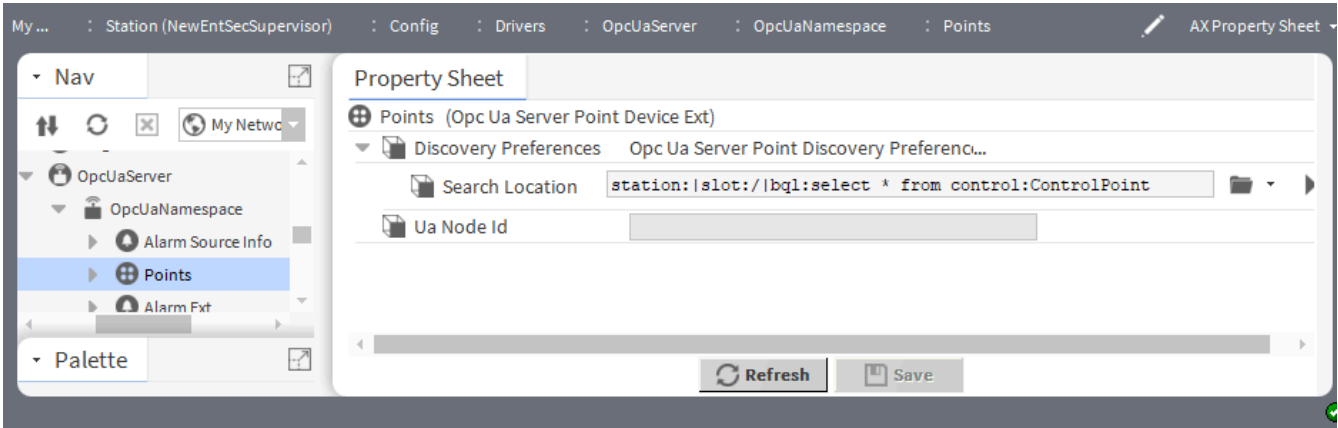 My ... : Station (NewEntSecSupervisor) : Config : Drivers : OpcUaServer : OpcUaNamespace : Points AX Property Sheet
Nav
My Netwo
OpcUaServer
OpcUaNamespace
Alarm Source Info
Points
Alarm Ext
Palette
Property Sheet
Points (Opc Ua Server Point Device Ext)
Discovery Preferences Opc Ua Server Point Discovery Preferenc...
Search Location station:|slot:/|bql:select * from control:ControlPoint
Ua Node Id
Refresh Save